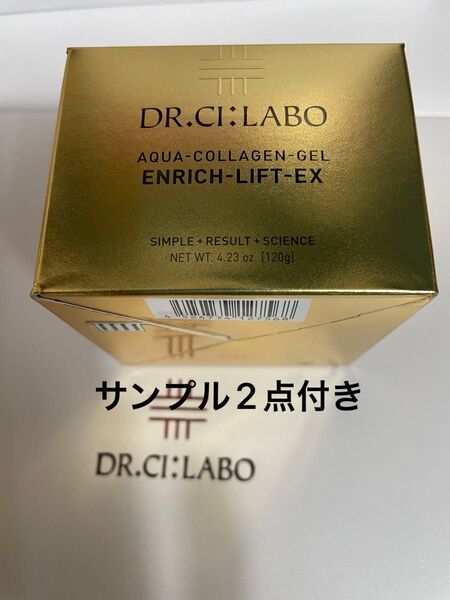 DR.CI:LABO
AQUA-COLLAGEN-GEL
ENRICH-LIFT-EX
SIMPLE+RESULT+SCIENCE
NET WT. 4.23 oz. [120g]
サンプル2点付き
DR.CI:LABO